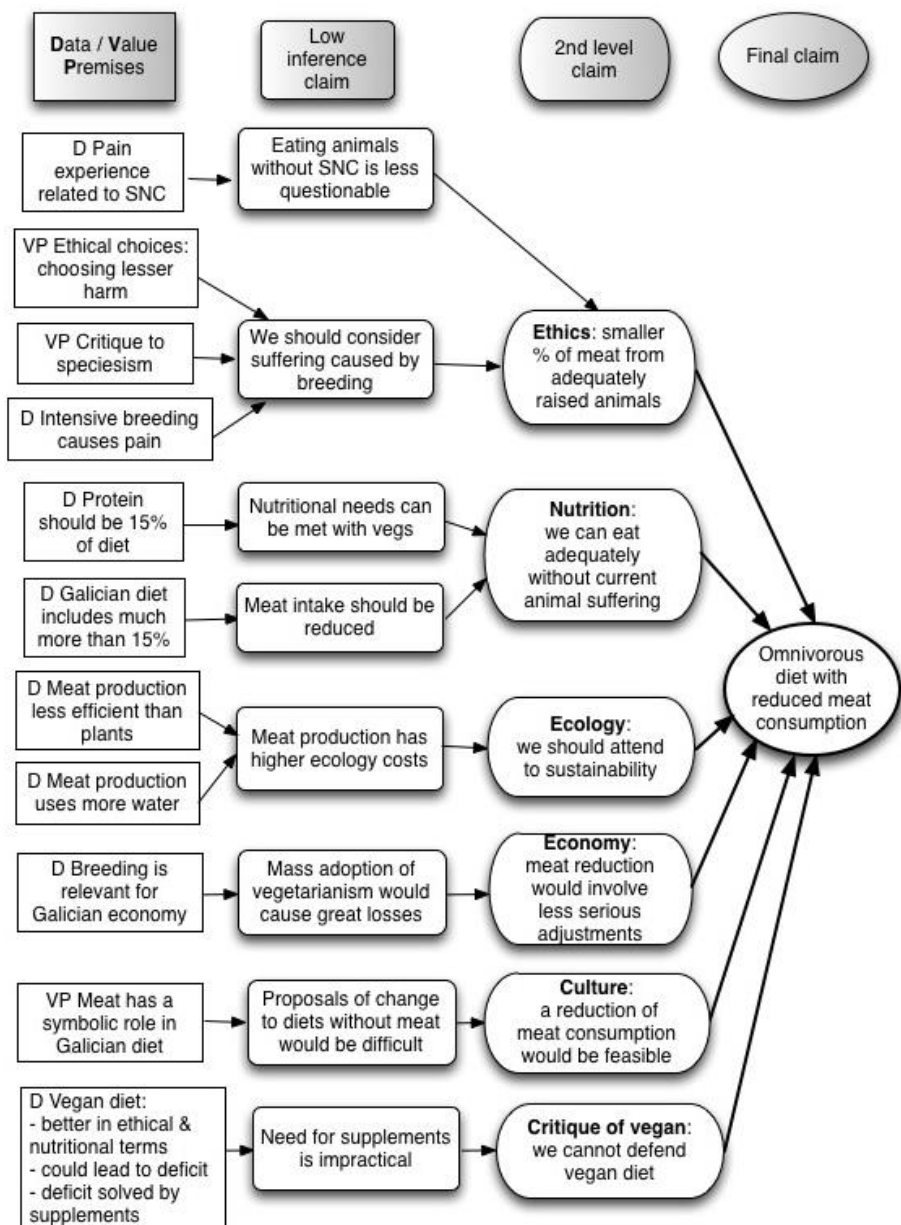 Data / Value
Premises
Low
inference
claim
2nd level
claim
Final claim
D Pain
experience
related to SNC
Eating animals
without SNC is less
questionable
VP Ethical choices:
choosing lesser
harm
VP Critique to
speciesism
D Intensive breeding
causes pain
We should consider
suffering caused by
breeding
Ethics: smaller
% of meat from
adequately
raised animals
D Protein
should be 15%
of diet
Nutritional needs can
be met with vegs
D Galician diet
includes much
more than 15%
Meat intake should be
reduced
Nutrition:
we can eat
adequately
without current
animal suffering
D Meat production
less efficient than
plants
D Meat production
uses more water
Meat production has
higher ecology costs
Ecology:
we should attend
to sustainability
Omnivorous
diet with
reduced meat
consumption
D Breeding is
relevant for
Galician economy
Mass adoption of
vegetarianism would
cause great losses
Economy:
meat reduction
would involve
less serious
adjustments
VP Meat has a
symbolic role in
Galician diet
Proposals of change
to diets without meat
would be difficult
Culture:
a reduction of
meat consumption
would be feasible
D Vegan diet:
- better in ethical &
nutritional terms
- could lead to deficit
- deficit solved by
supplements
Need for supplements
is impractical
Critique of vegan:
we cannot defend
vegan diet